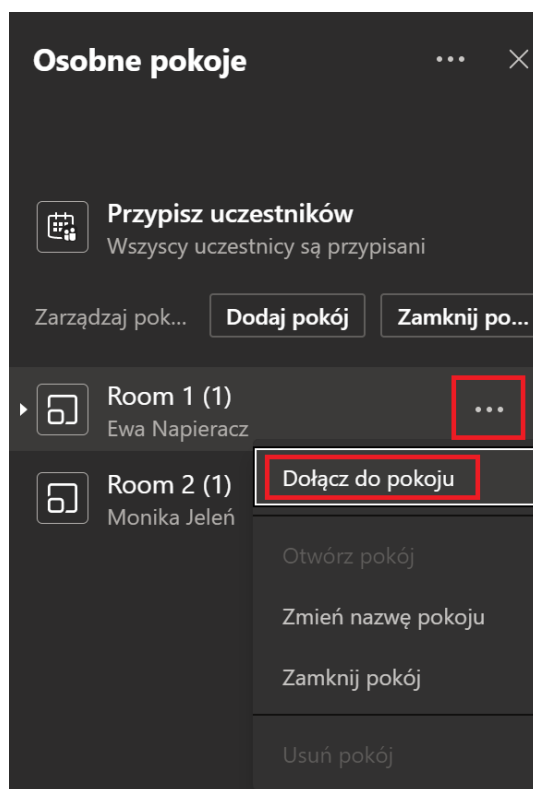 Osobne pokoje
Przypisz uczestników
Wszyscy uczestnicy są przypisani
Zarządzaj pok... Dodaj pokój Zamknij po...
Room 1 (1)
Ewa Napieracz
Room 2 (1)
Monika Jeleń
Dołącz do pokoju
Otwórz pokój
Zmień nazwę pokoju
Zamknij pokój
Usuń pokój